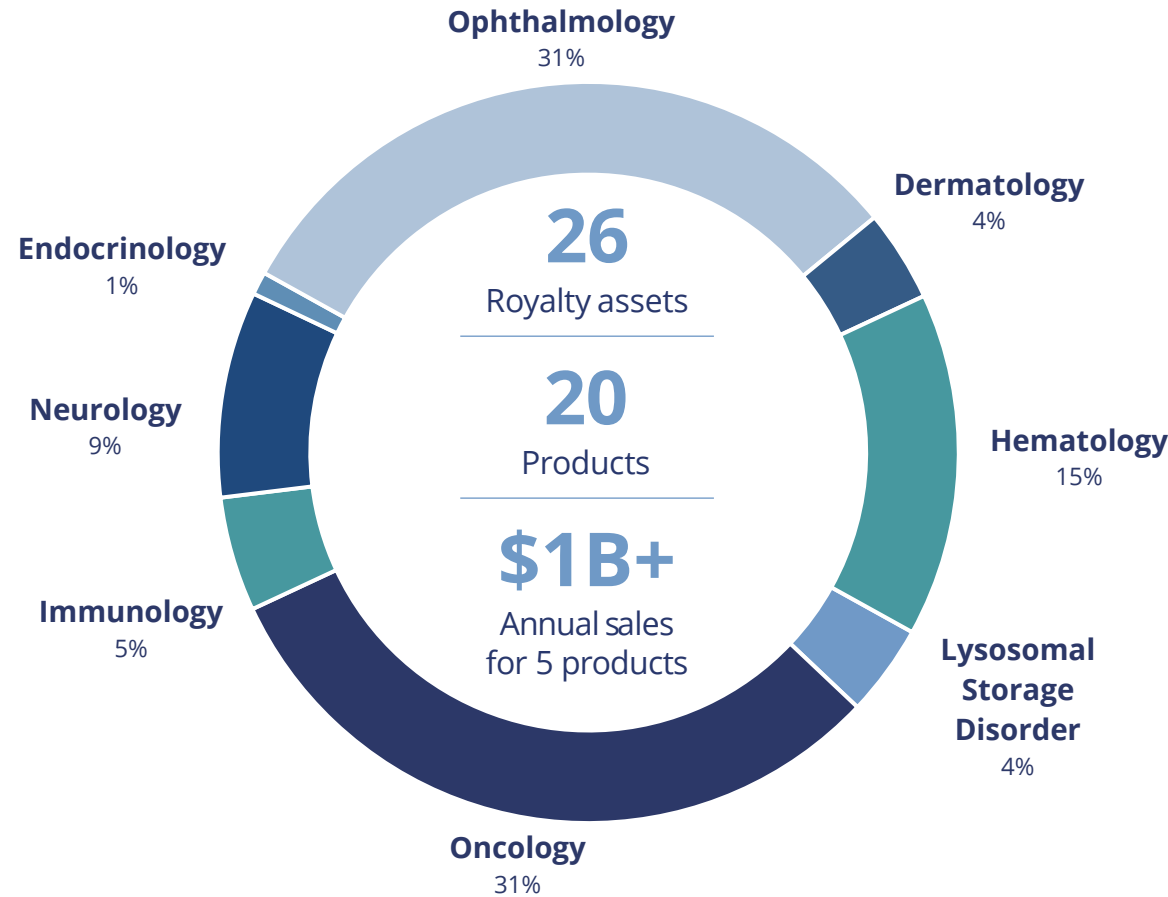 Ophthalmology
31%
Dermatology
4%
Endocrinology
1%
26
Royalty assets
20
Products
$1B+
Annual sales
for 5 products
Neurology
9%
Hematology
15%
Immunology
5%
Lysosomal
Storage
Disorder
4%
Oncology
31%